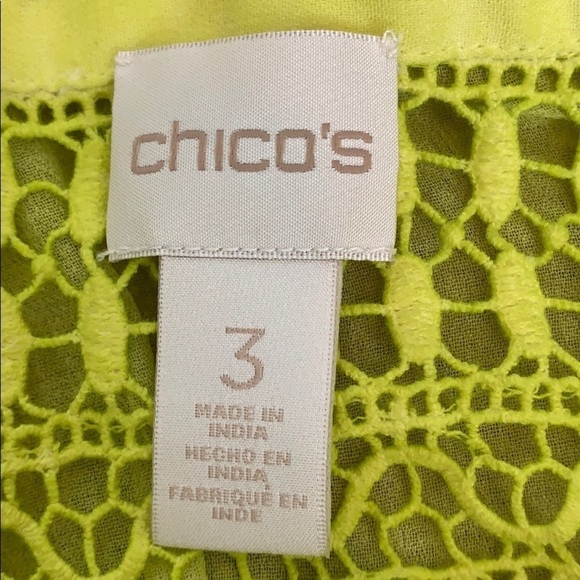 chico's
3
MADE IN
INDIA
HECHO EN
INDIA
FABRIQUÉ EN
INDE